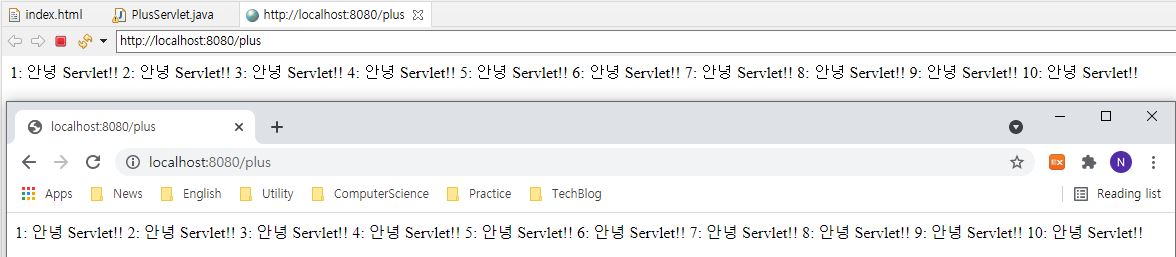 index.html PlusServlet.java http://localhost:8080/plus
http://localhost:8080/plus
1: 안녕 Servlet!! 2: 안녕 Servlet!! 3: 안녕 Servlet!! 4: 안녕 Servlet!! 5: 안녕 Servlet!! 6: 안녕 Servlet!! 7: 안녕 Servlet!! 8: 안녕 Servlet!! 9: 안녕 Servlet!! 10: 안녕 Servlet!!
localhost:8080/plus
localhost:8080/plus EX N
Apps News English Utility ComputerScience Practice TechBlog Reading list
1: 안녕 Servlet!! 2: 안녕 Servlet!! 3: 안녕 Servlet!! 4: 안녕 Servlet!! 5: 안녕 Servlet!! 6: 안녕 Servlet!! 7: 안녕 Servlet!! 8: 안녕 Servlet!! 9: 안녕 Servlet!! 10: 안녕 Servlet!!